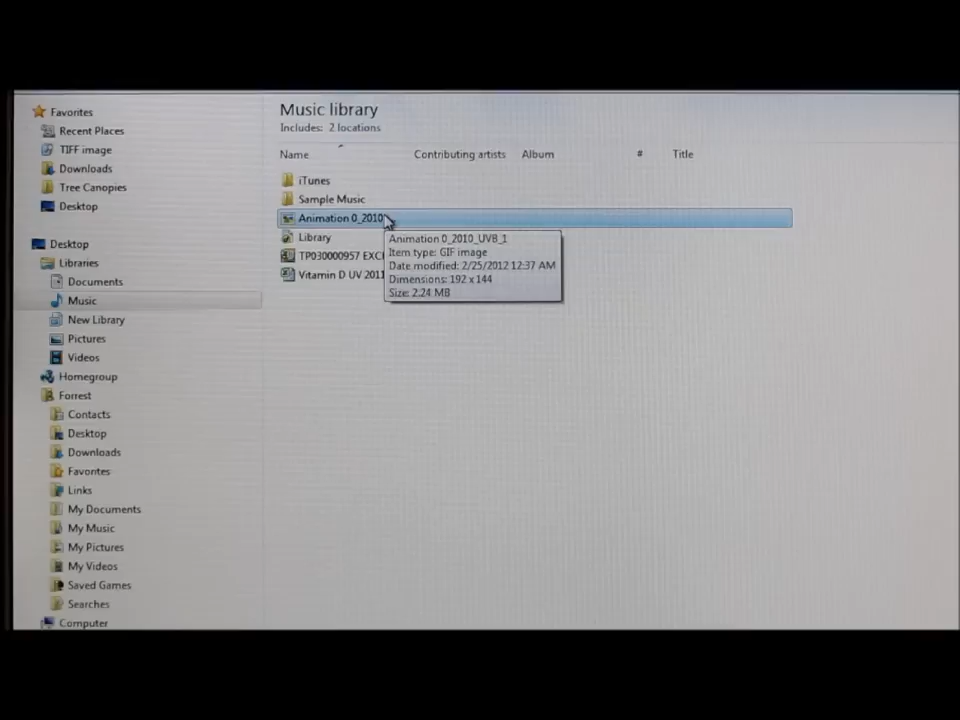 Favorites
Recent Places
TIFF image
Downloads
Tree Canopies
Desktop
Desktop
Libraries
Documents
Music
New Library
Pictures
Videos
Homegroup
Forrest
Contacts
Desktop
Downloads
Favorites
Links
My Documents
My Music
My Pictures
My Videos
Saved Games
Searches
Computer
Music library
Includes: 2 locations
Name Contributing artists Album # Title
iTunes
Sample Music
Animation 0_2010
Library
TP030000957 EXC
Vitamin D UV 2011
Animation 0_2010_UVB_1
Item type: GIF image
Date modified: 2/25/2012 12:37 AM
Dimensions: 192 x 144
Size: 2.24 MB